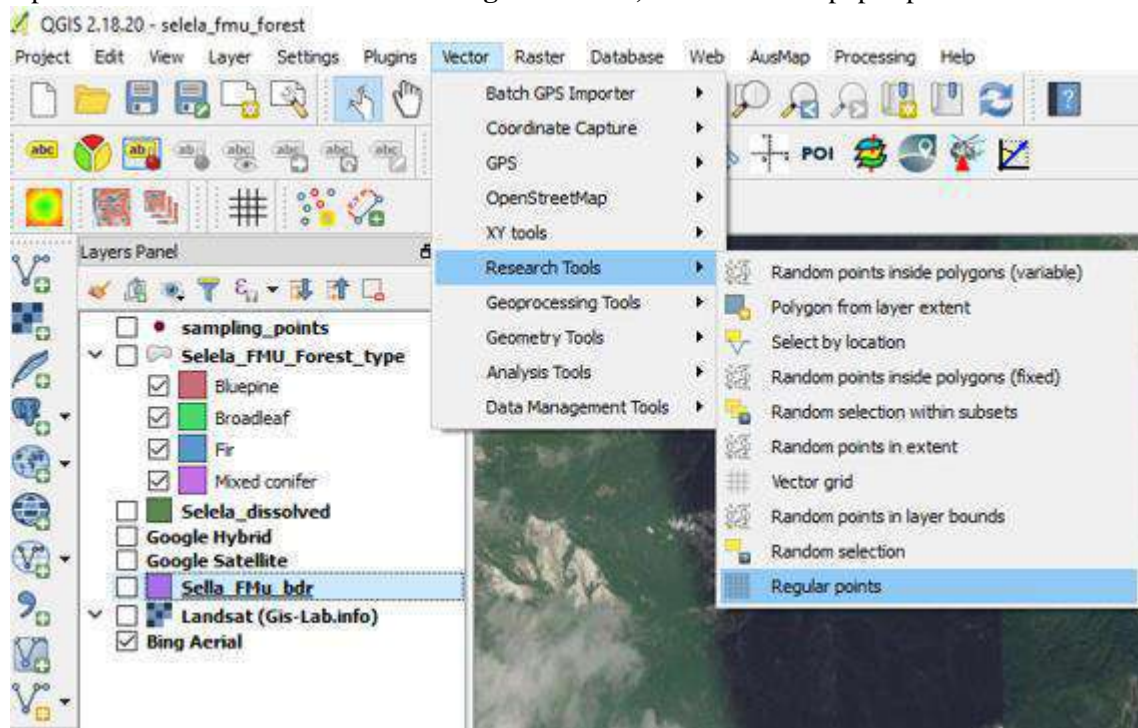 QGIS 2.18.20 - selela_fmu_forest
Project Edit View Layer Settings Plugins Vector Raster Database Web AusMap Processing Help
abc
abc
POI
Batch GPS Importer
Coordinate Capture
GPS
OpenStreetMap
XY tools
Research Tools
Geoprocessing Tools
Geometry Tools
Analysis Tools
Data Management Tools
Random points inside polygons (variable)
Polygon from layer extent
Select by location
Random points inside polygons (fixed)
Random selection within subsets
Random points in extent
Vector grid
Random points in layer bounds
Random selection
Regular points
Layers Panel
sampling_points
Selela_FMU_Forest_type
Bluepine
Broadleaf
Fir
Mixed conifer
Selela_dissolved
Google Hybrid
Google Satellite
Sella_FMu_bdr
Landsat (Gis-Lab.info)
Bing Aerial